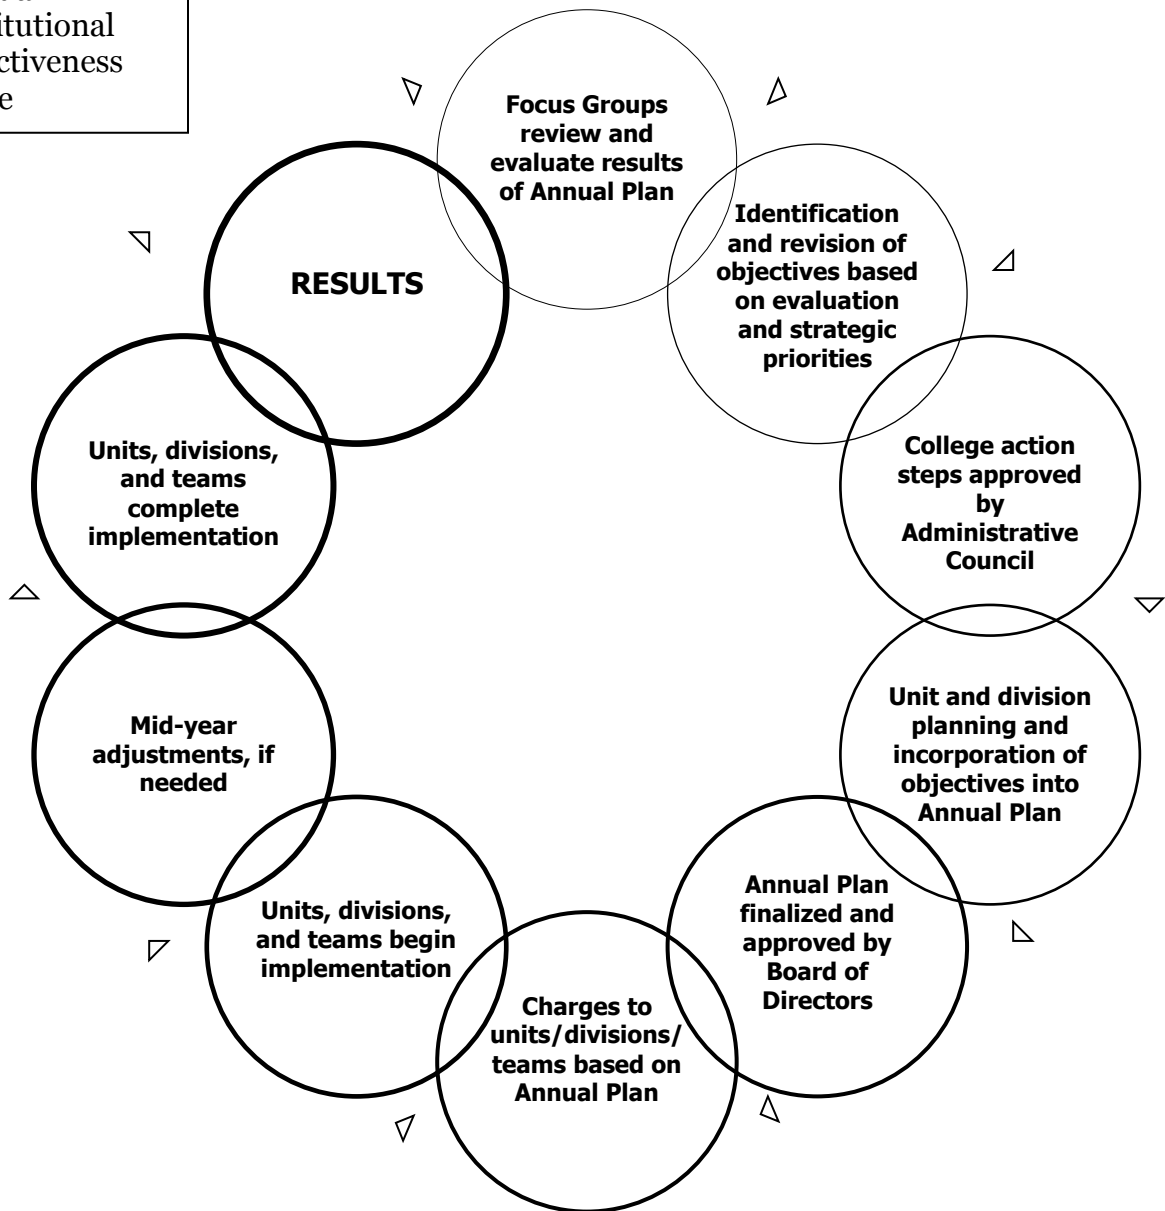 itutional
ctiveness
e
Focus Groups
review and
evaluate results
of Annual Plan
Identification
and revision of
objectives based
on evaluation
and strategic
priorities
College action
steps approved
by
Administrative
Council
Unit and division
planning and
incorporation of
objectives into
Annual Plan
Annual Plan
finalized and
approved by
Board of
Directors
Charges to
units/divisions/
teams based on
Annual Plan
Units, divisions,
and teams begin
implementation
Mid-year
adjustments, if
needed
Units, divisions,
and teams
complete
implementation
RESULTS